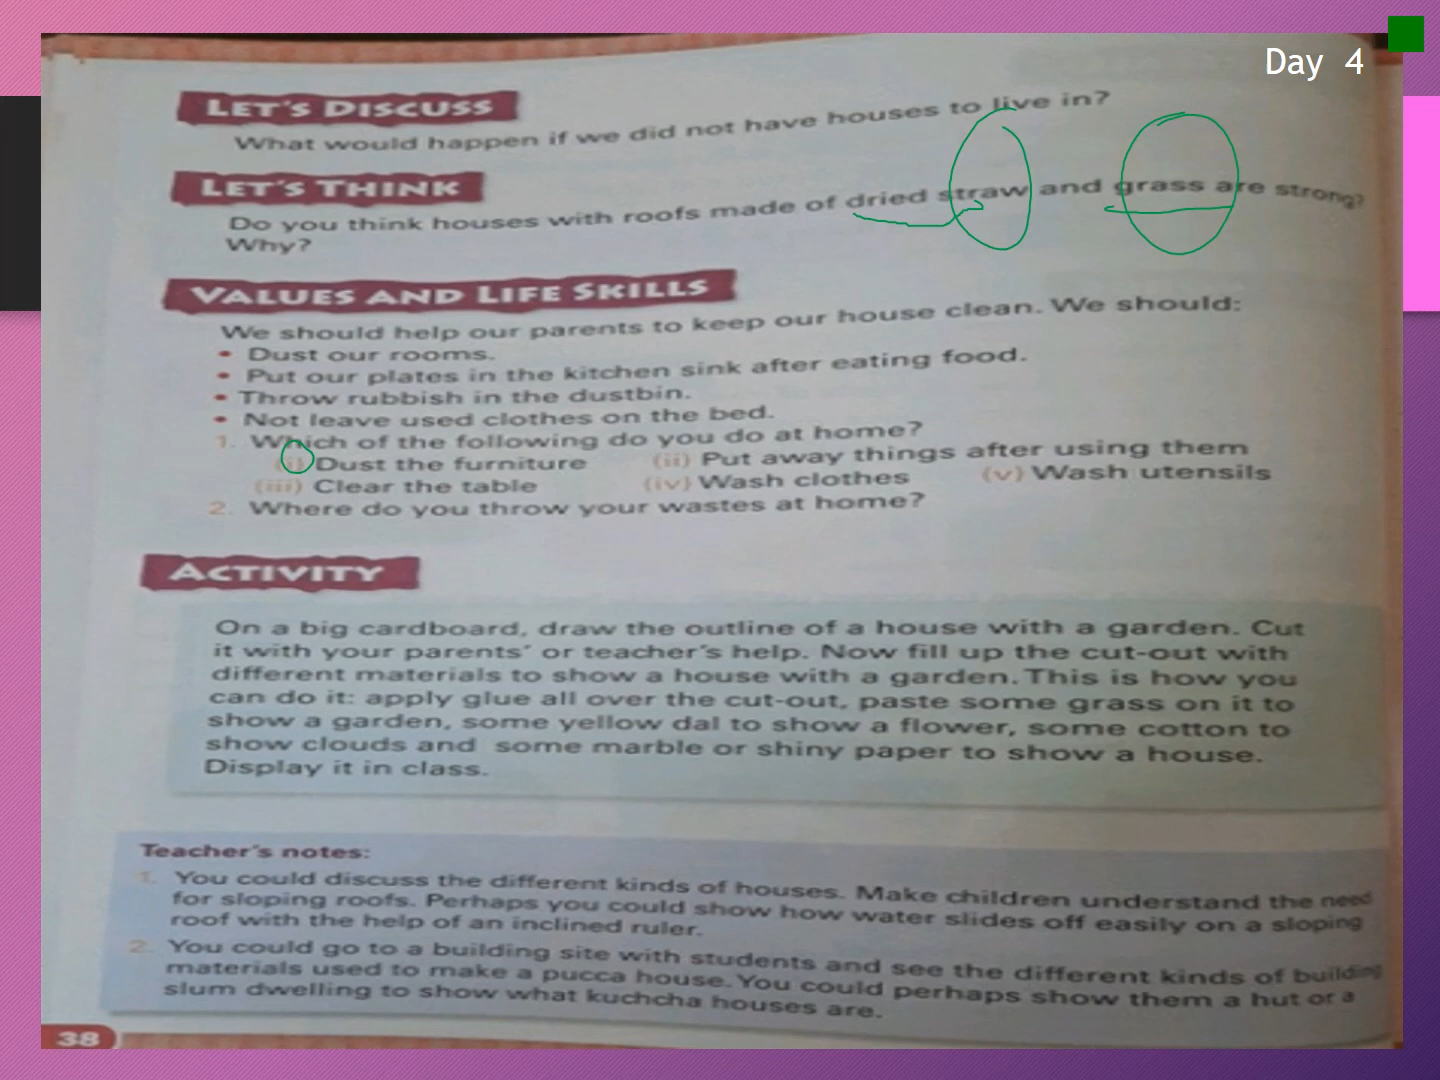 Day 4
LET'S DISCUSS
What would happen if we did not have houses to live in?
LET'S THINK
Do you think houses with roofs made of dried straw and grass are strong?
Why?
VALUES AND LIFE SKILLS
We should help our parents to keep our house clean. We should:
• Dust our rooms.
• Put our plates in the kitchen sink after eating food.
• Throw rubbish in the dustbin.
• Not leave used clothes on the bed.
1. Which of the following do you do at home?
(i) Dust the furniture (ii) Put away things after using them
(iii) Clear the table (iv) Wash clothes (v) Wash utensils
2. Where do you throw your wastes at home?
ACTIVITY
On a big cardboard, draw the outline of a house with a garden. Cut
it with your parents' or teacher's help. Now fill up the cut-out with
different materials to show a house with a garden. This is how you
can do it: apply glue all over the cut-out, paste some grass on it to
show a garden, some yellow dal to show a flower, some cotton to
show clouds and some marble or shiny paper to show a house.
Display it in class.
Teacher's notes:
1. You could discuss the different kinds of houses. Make children understand the need
for sloping roofs. Perhaps you could show how water slides off easily on a sloping
roof with the help of an inclined ruler.
2. You could go to a building site with students and see the different kinds of building
materials used to make a pucca house. You could perhaps show them a hut or a
slum dwelling to show what kuchcha houses are.
38